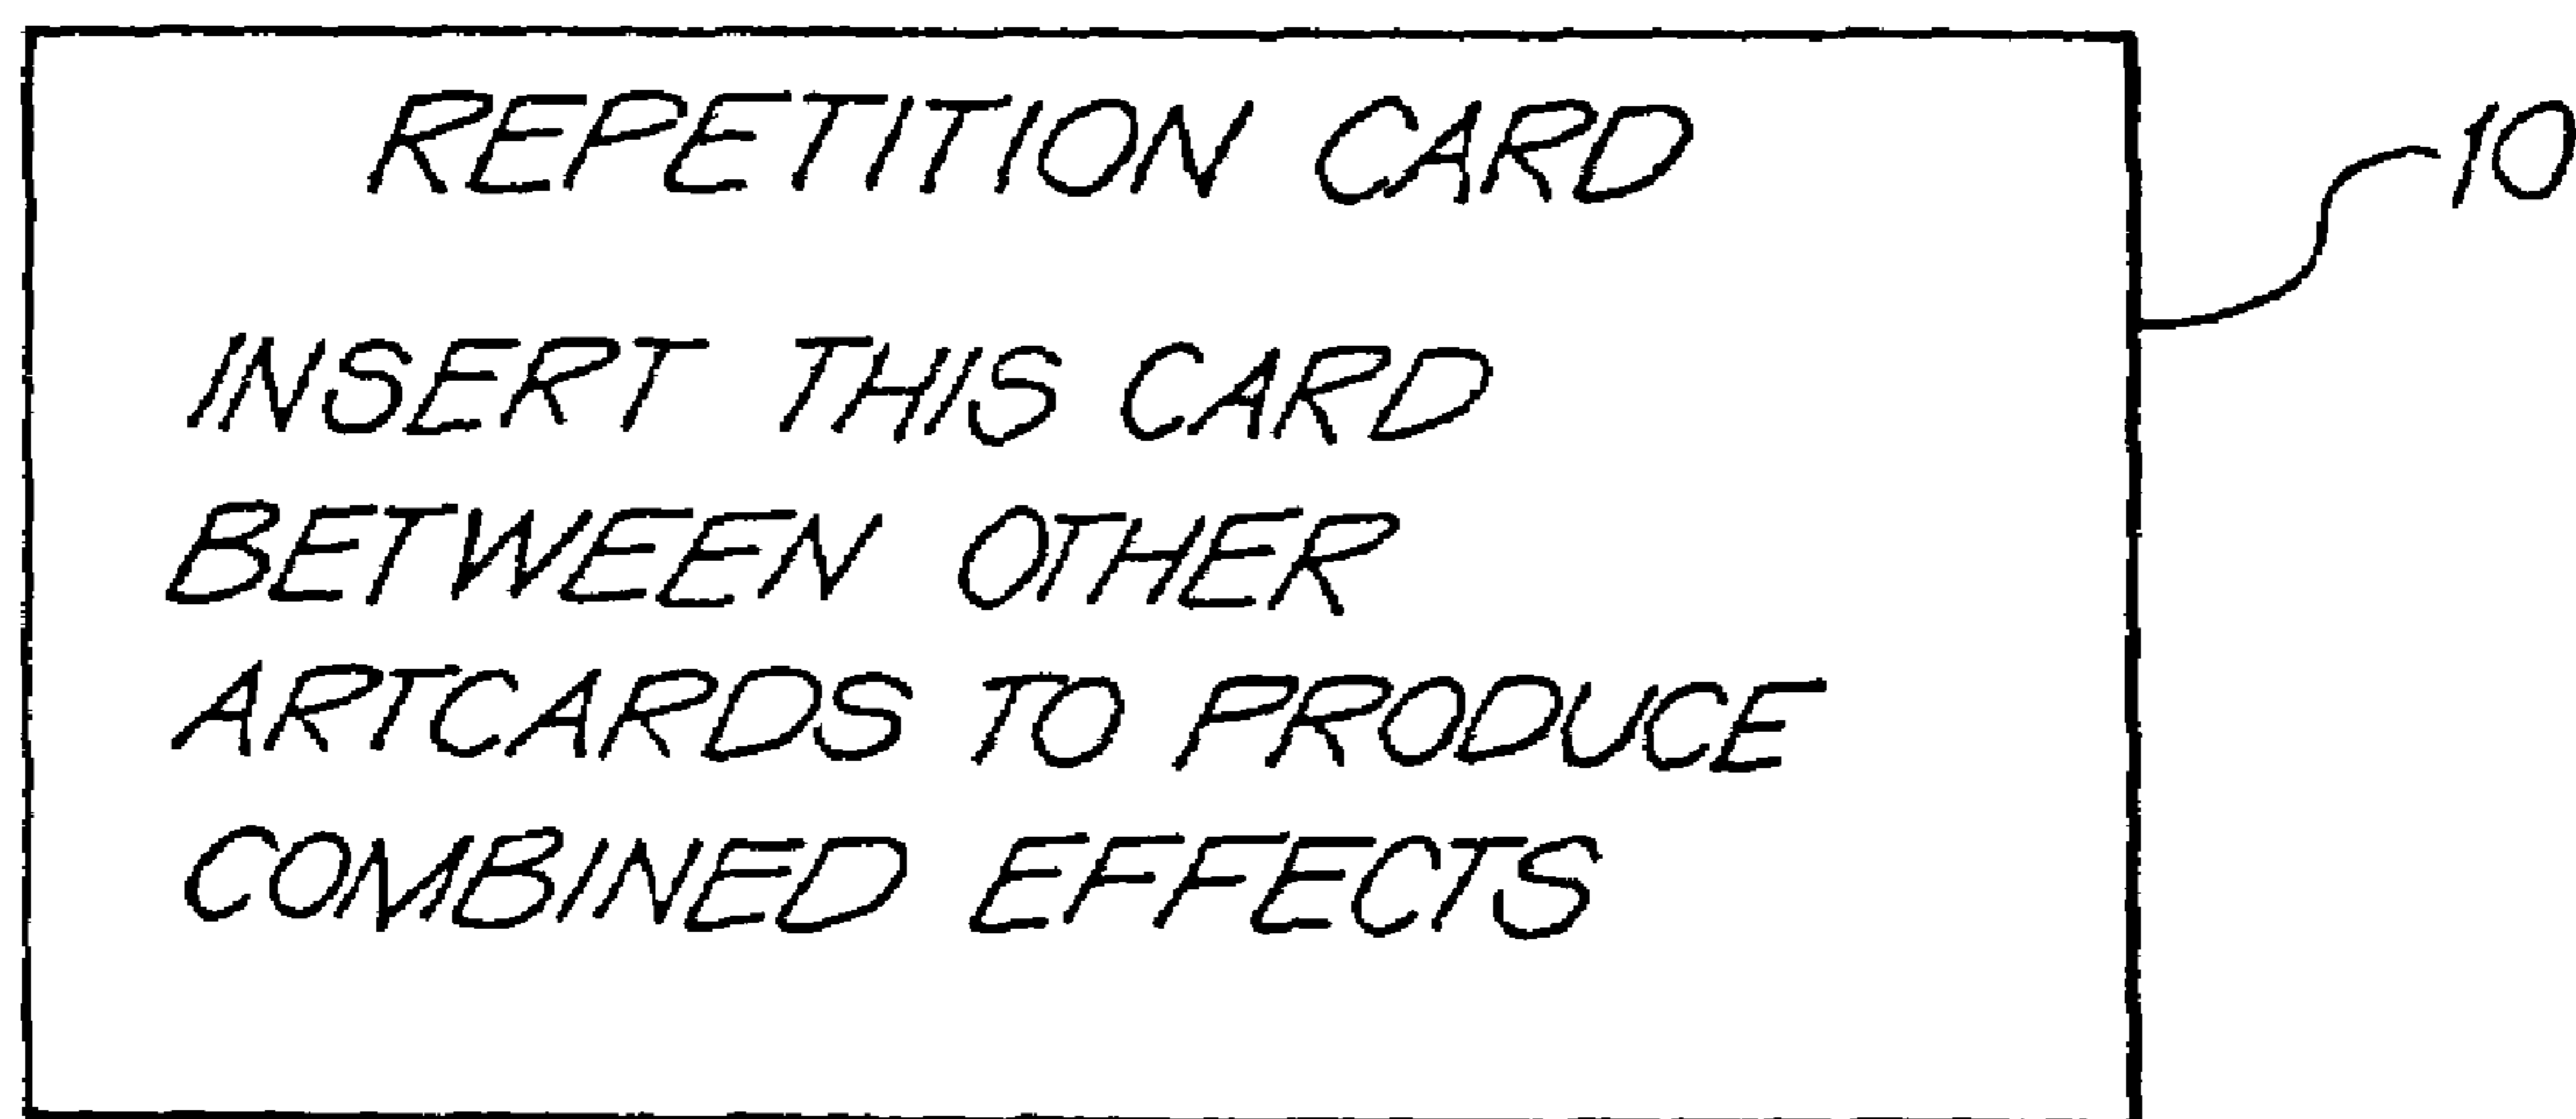 REPETITION CARD
10
INSERT THIS CARD
BETWEEN OTHER
ARTCARDS TO PRODUCE
COMBINED EFFECTS